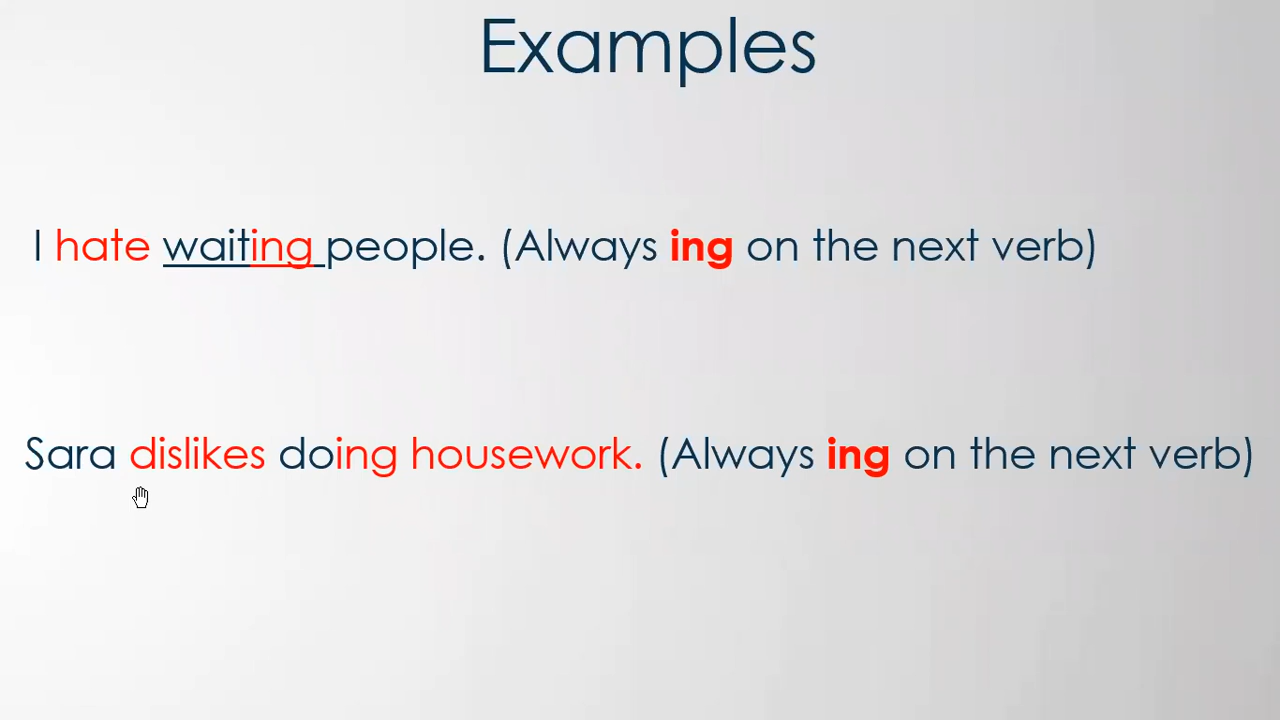 Examples
I hate waiting people. (Always ing on the next verb)
Sara dislikes doing housework. (Always ing on the next verb)